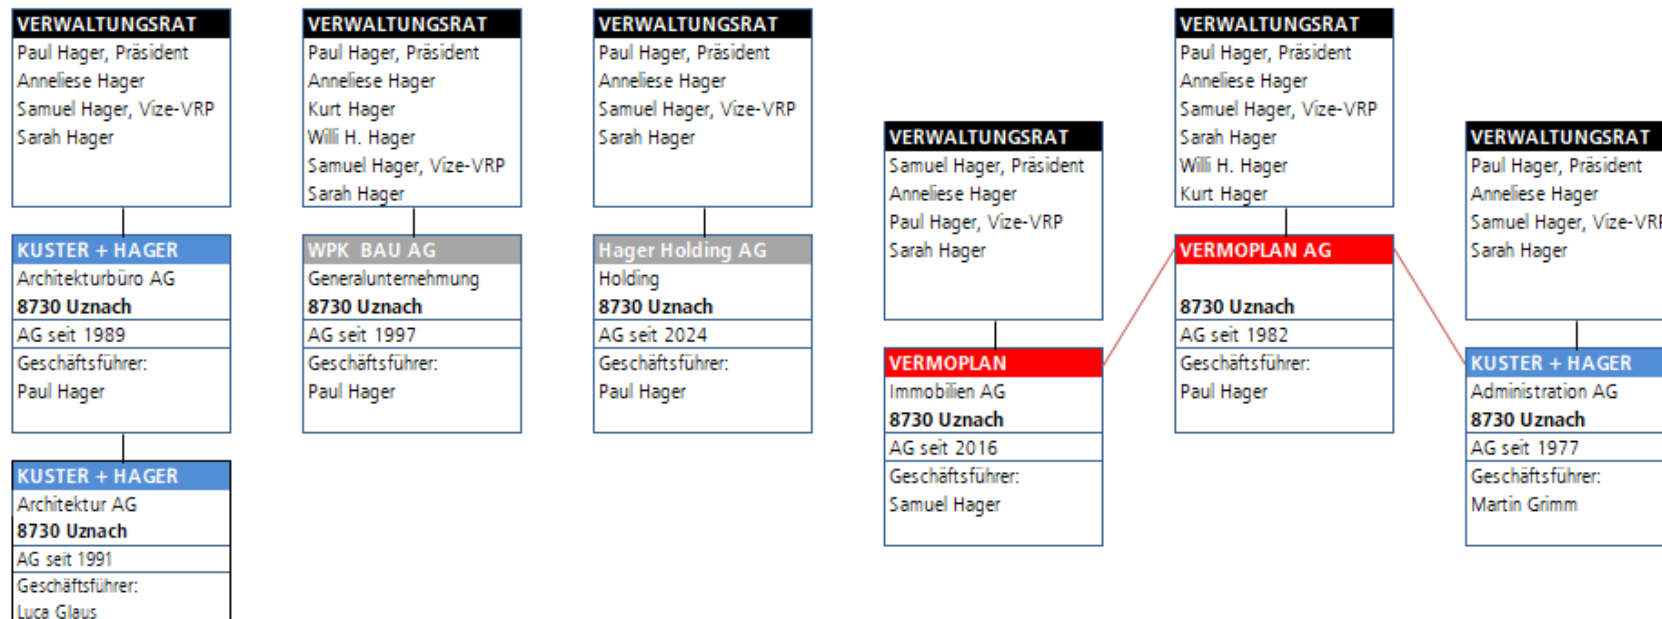 VERWALTUNGSRAT
Paul Hager, Präsident
Anneliese Hager
Samuel Hager, Vize-VRP
Sarah Hager
KUSTER + HAGER
Architekturbüro AG
8730 Uznach
AG seit 1989
Geschäftsführer:
Paul Hager
KUSTER + HAGER
Architektur AG
8730 Uznach
AG seit 1991
Geschäftsführer:
Luca Glaus
VERWALTUNGSRAT
Paul Hager, Präsident
Anneliese Hager
Kurt Hager
Willi H. Hager
Samuel Hager, Vize-VRP
Sarah Hager
WPK BAU AG
Generalunternehmung
8730 Uznach
AG seit 1997
Geschäftsführer:
Paul Hager
VERWALTUNGSRAT
Paul Hager, Präsident
Anneliese Hager
Samuel Hager, Vize-VRP
Sarah Hager
Hager Holding AG
Holding
8730 Uznach
AG seit 2024
Geschäftsführer:
Paul Hager
VERWALTUNGSRAT
Samuel Hager, Präsident
Anneliese Hager
Paul Hager, Vize-VRP
Sarah Hager
VERMOPLAN
Immobilien AG
8730 Uznach
AG seit 2016
Geschäftsführer:
Samuel Hager
VERWALTUNGSRAT
Paul Hager, Präsident
Anneliese Hager
Samuel Hager, Vize-VRP
Sarah Hager
Willi H. Hager
Kurt Hager
VERMOPLAN AG
8730 Uznach
AG seit 1982
Geschäftsführer:
Paul Hager
VERWALTUNGSRAT
Paul Hager, Präsident
Anneliese Hager
Samuel Hager, Vize-VRP
Sarah Hager
KUSTER + HAGER
Administration AG
8730 Uznach
AG seit 1977
Geschäftsführer:
Martin Grimm